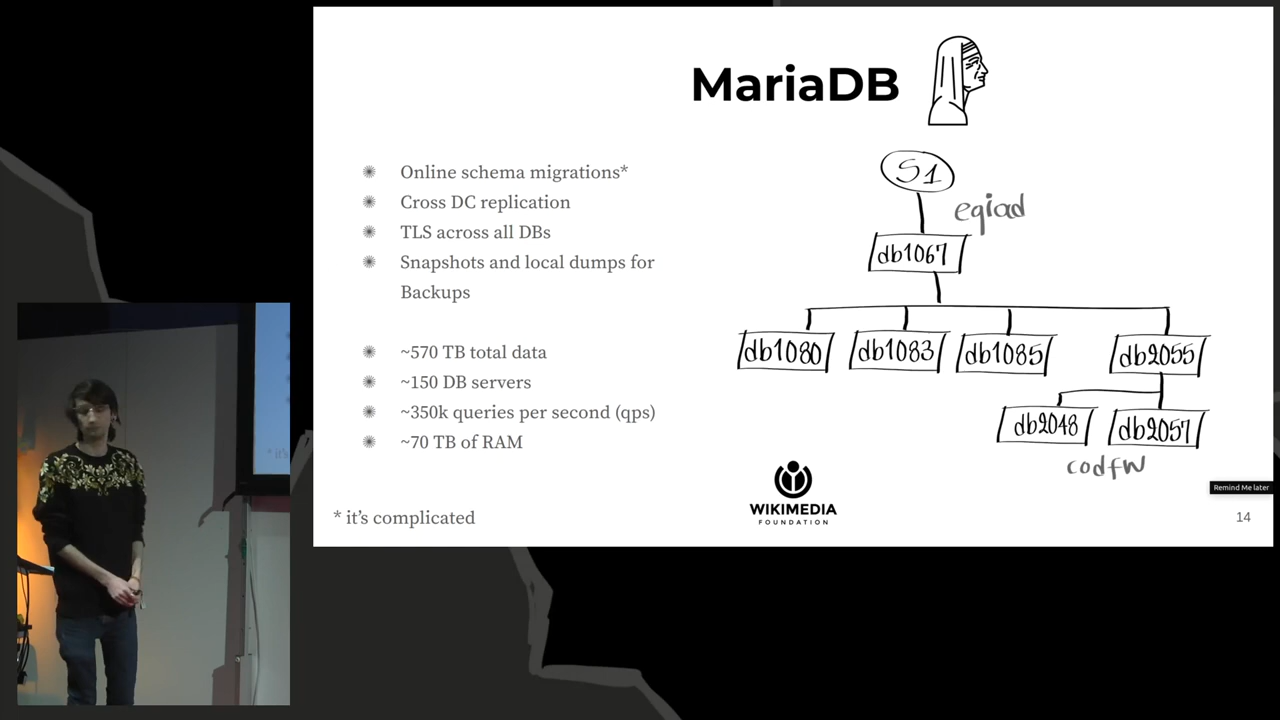 MariaDB
Online schema migrations*
Cross DC replication
TLS across all DBs
Snapshots and local dumps for
Backups
~570 TB total data
~150 DB servers
~350k queries per second (qps)
~70 TB of RAM
* it's complicated
S1
eqiad
db1067
db1080 db1083 db1085 db2055
db2048 db2057
codfw
WIKIMEDIA
FOUNDATION
Remind Me later
14